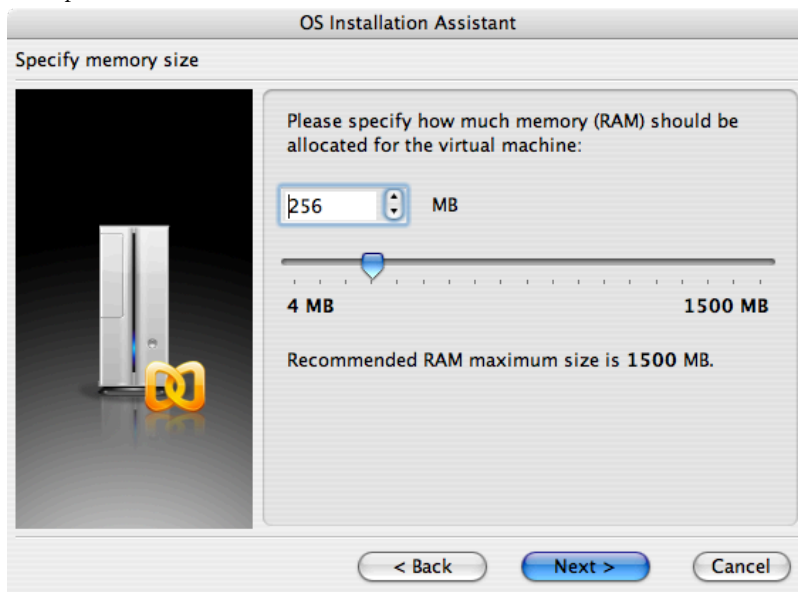 OS Installation Assistant
Specify memory size
Please specify how much memory (RAM) should be
allocated for the virtual machine:
256 MB
4 MB 1500 MB
Recommended RAM maximum size is 1500 MB.
< Back Next > Cancel